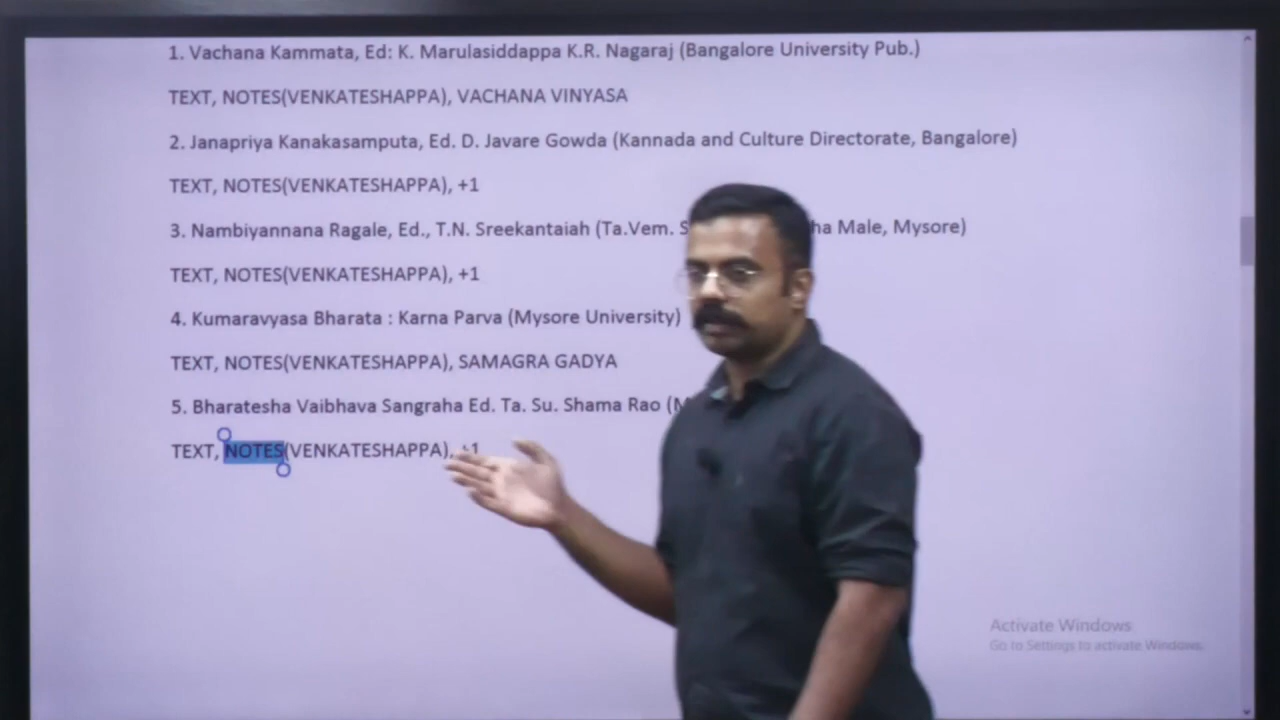 1. Vachana Kammata, Ed: K. Marulasiddappa K.R. Nagaraj (Bangalore University Pub.)
TEXT, NOTES(VENKATESHAPPA), VACHANA VINYASA
2. Janapriya Kanakasamputa, Ed. D. Javare Gowda (Kannada and Culture Directorate, Bangalore)
TEXT, NOTES(VENKATESHAPPA), +1
3. Nambiyannana Ragale, Ed., T.N. Sreekantaiah (Ta.Vem. Male, Mysore)
TEXT, NOTES(VENKATESHAPPA), +1
4. Kumaravyasa Bharata : Karna Parva (Mysore University)
TEXT, NOTES(VENKATESHAPPA), SAMAGRA GADYA
5. Bharatesha Vaibhava Sangraha Ed. Ta. Su. Shama Rao
TEXT, NOTES(VENKATESHAPPA), +1
Activate Windows
Go to Settings to activate Windows.